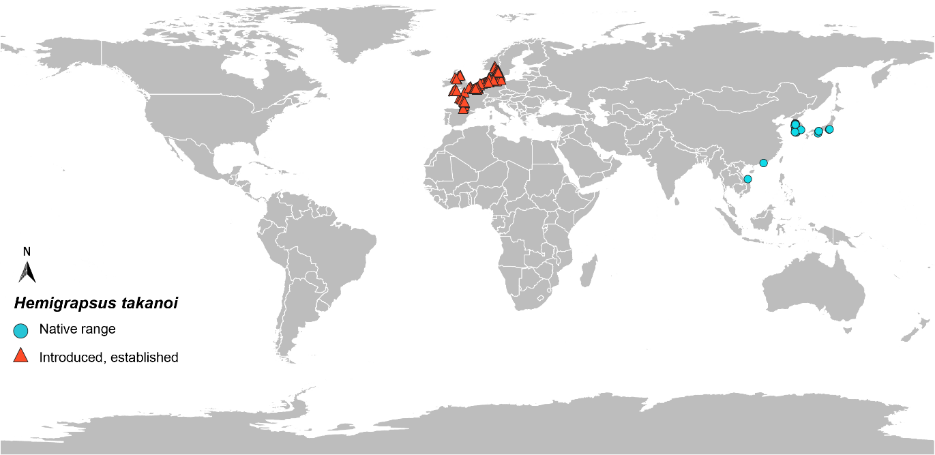 N
Hemigrapsus takanoi
Native range
Introduced, established